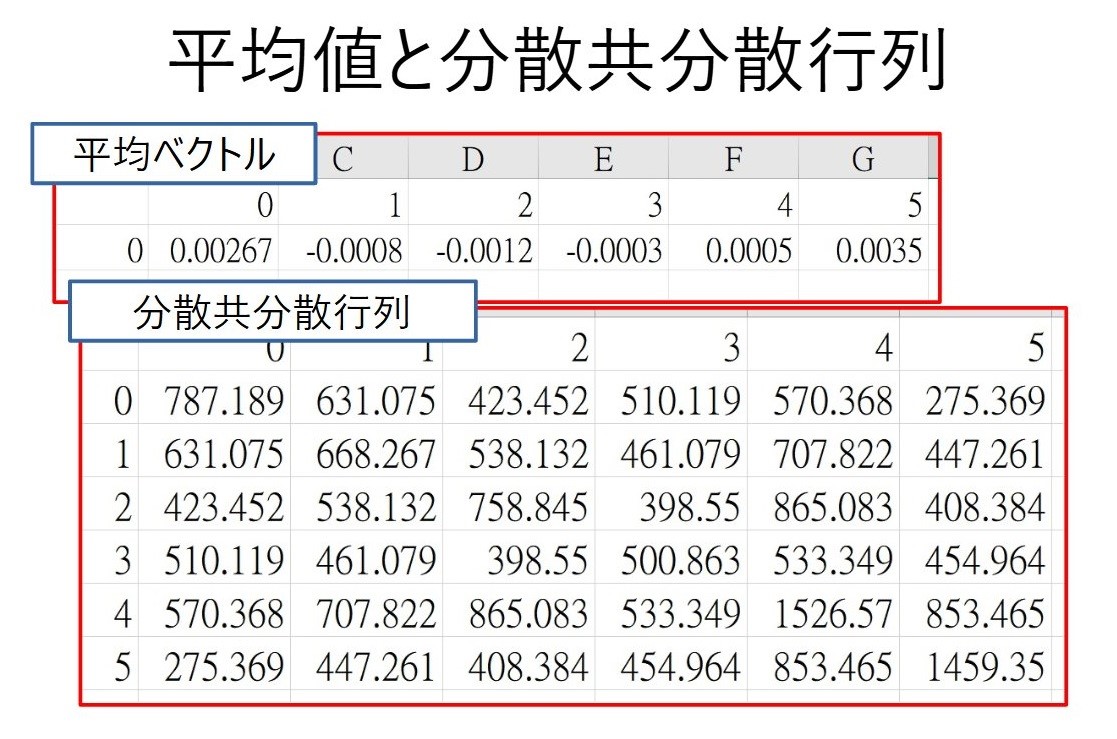 平均値と分散共分散行列
平均ベクトル C D E F G
0 1 2 3 4 5
0 0.00267 -0.0008 -0.0012 -0.0003 0.0005 0.0035
分散共分散行列
0 1 2 3 4 5
0 787.189 631.075 423.452 510.119 570.368 275.369
1 631.075 668.267 538.132 461.079 707.822 447.261
2 423.452 538.132 758.845 398.55 865.083 408.384
3 510.119 461.079 398.55 500.863 533.349 454.964
4 570.368 707.822 865.083 533.349 1526.57 853.465
5 275.369 447.261 408.384 454.964 853.465 1459.35